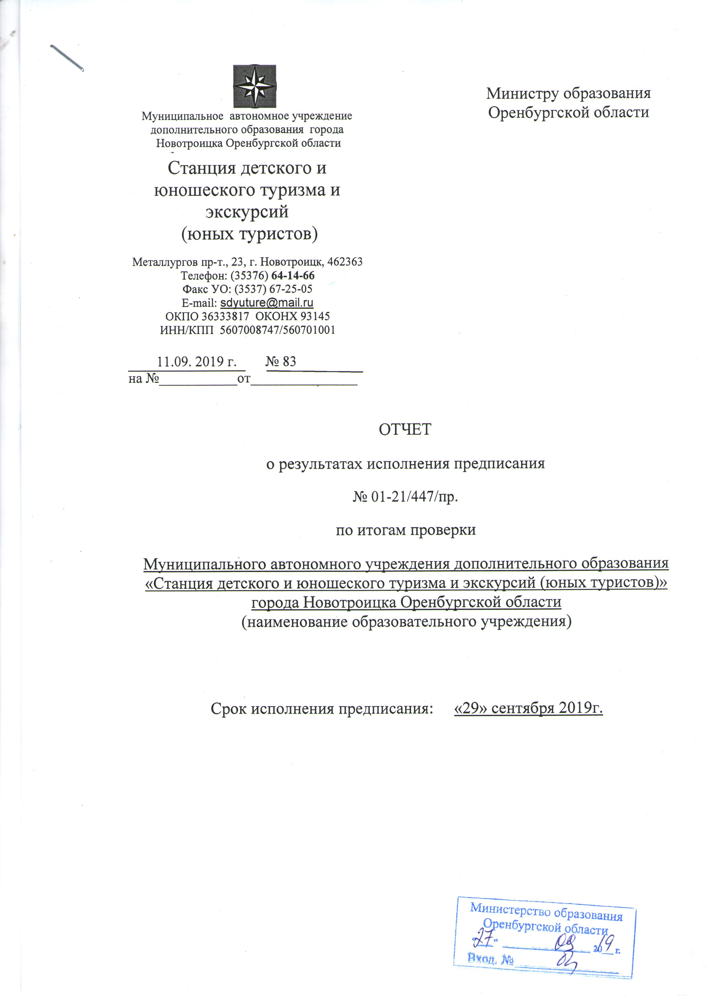 Муниципальное автономное учреждение
дополнительного образования города
Новотроицка Оренбургской области
Станция детского и
юношеского туризма и
экскурсий
(юных туристов)
Металлургов пр-т., 23, г. Новотроицк, 462363
Телефон: (35376) 64-14-66
Факс УО: (3537) 67-25-05
E-mail: sdyuture@mail.ru
ОКПО 36333817 ОКОНХ 93145
ИНН/КПП 5607008747/560701001
11.09. 2019 г. № 83
на №____________от________________
Министру образования
Оренбургской области
ОТЧЕТ
о результатах исполнения предписания
№ 01-21/447/пр.
по итогам проверки
Муниципального автономного учреждения дополнительного образования
«Станция детского и юношеского туризма и экскурсий (юных туристов)»
города Новотроицка Оренбургской области
(наименование образовательного учреждения)
Срок исполнения предписания: «29» сентября 2019г.
Министерство образования
Оренбургской области
"27" 09 2019 г.
Вход. №